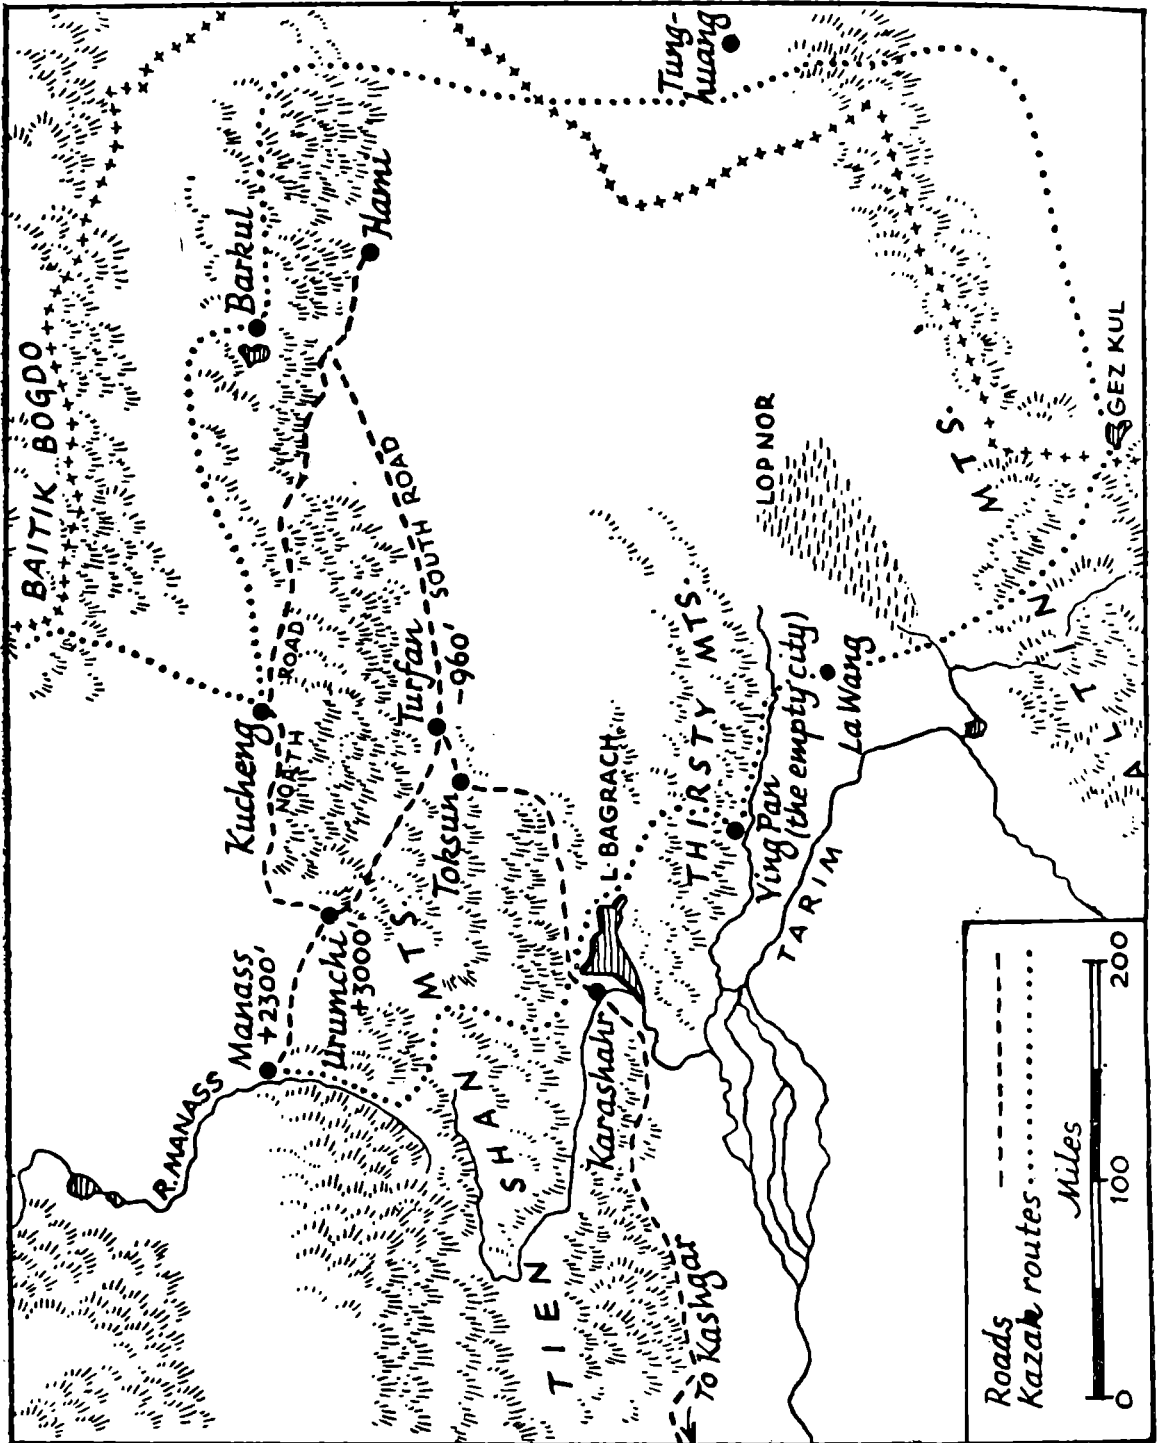 BAITIK BOGDO
R. MANASS
Manass
+2300'
Urumchi
+3000'
Kucheng
NORTH
ROAD
Barkul
Hami
SOUTH ROAD
Turfan
-960'
Toksun
TIEN
SHAN
MTS.
Karashahr
L. BAGRACH.
THIRSTY MTS.
Ying Pan
(the empty city)
La Wang
LOP NOR
TARIM
To Kashgar
Tung-
huang
ALTIN
MTS.
GEZ KUL
Roads
Kazak routes
Miles
0 100 200